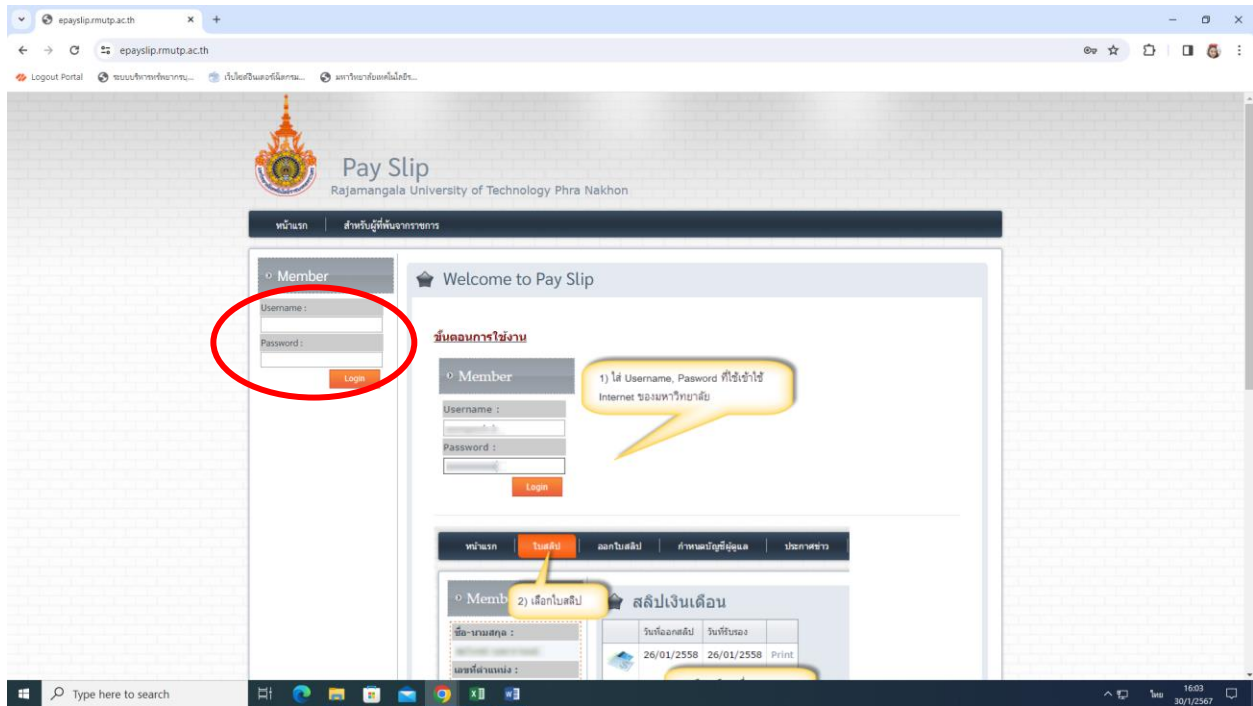 epayslip.rmutp.ac.th
epayslip.rmutp.ac.th
Logout Portal
Pay Slip
Rajamangala University of Technology Phra Nakhon
หน้าแรก สำหรับผู้ที่พ้นจากราชการ
Member
Username :
Password :
Login
Welcome to Pay Slip
ขั้นตอนการใช้งาน
Member
Username :
Password :
Login
1) ใส่ Username, Pasword ที่ใช้เข้าใช้
Internet ของมหาวิทยาลัย
หน้าแรก ใบสลิป ออกใบสลิป กำหนดบัญชีผู้ดูแล ประกาศข่าว
Memb
2) เลือกใบสลิป
ชื่อ-นามสกุล :
เลขที่ตำแหน่ง :
สลิปเงินเดือน
วันที่ออกสลิป วันที่รับรอง
26/01/2558 26/01/2558 Print
Type here to search
ไทย
16:03
30/1/2567